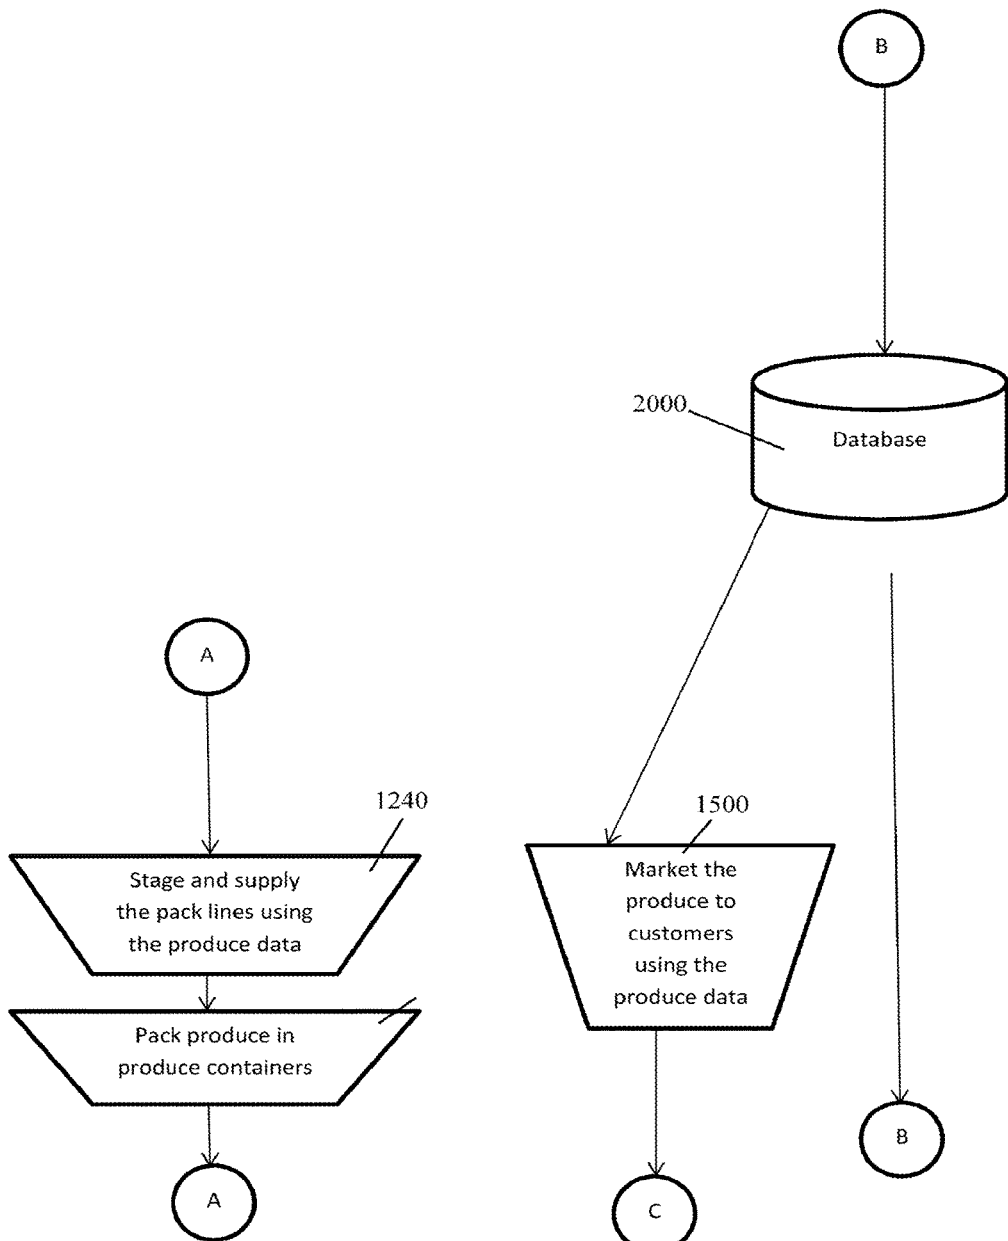 B
2000
Database
A
1240
Stage and supply
the pack lines using
the produce data
1500
Market the
produce to
customers
using the
produce data
Pack produce in
produce containers
A
B
C